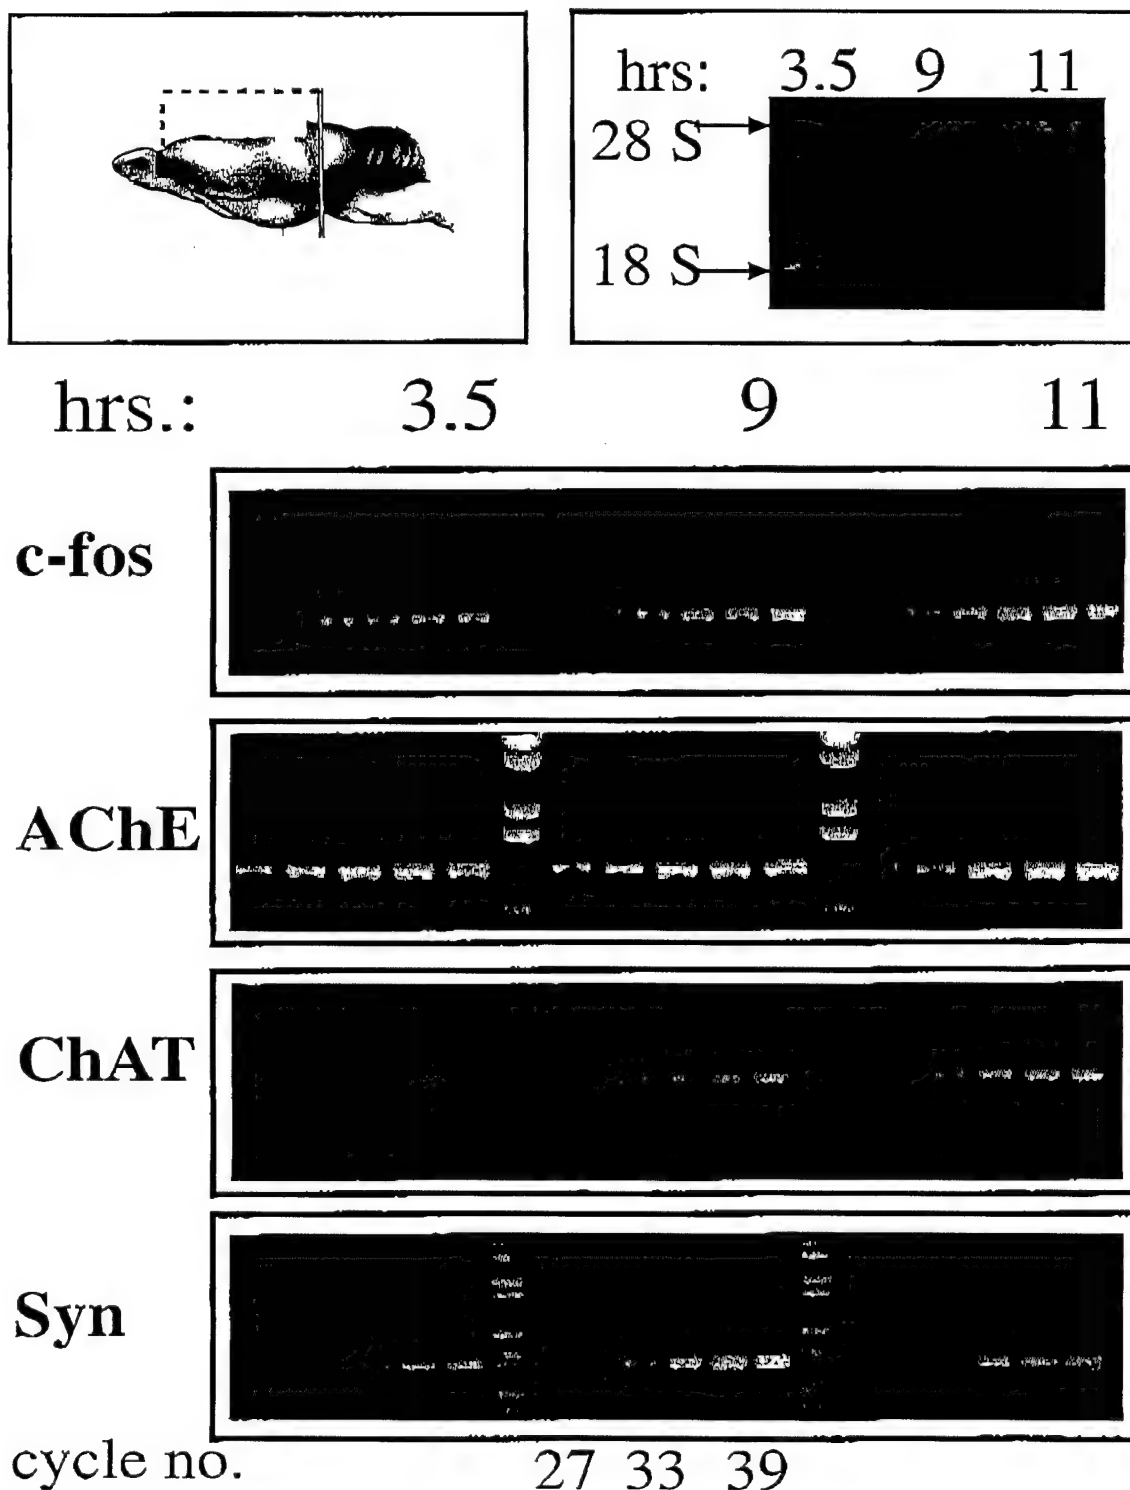 hrs: 3.5 9 11
28 S
18 S
hrs.: 3.5 9 11
c-fos
AChE
ChAT
Syn
cycle no. 27 33 39